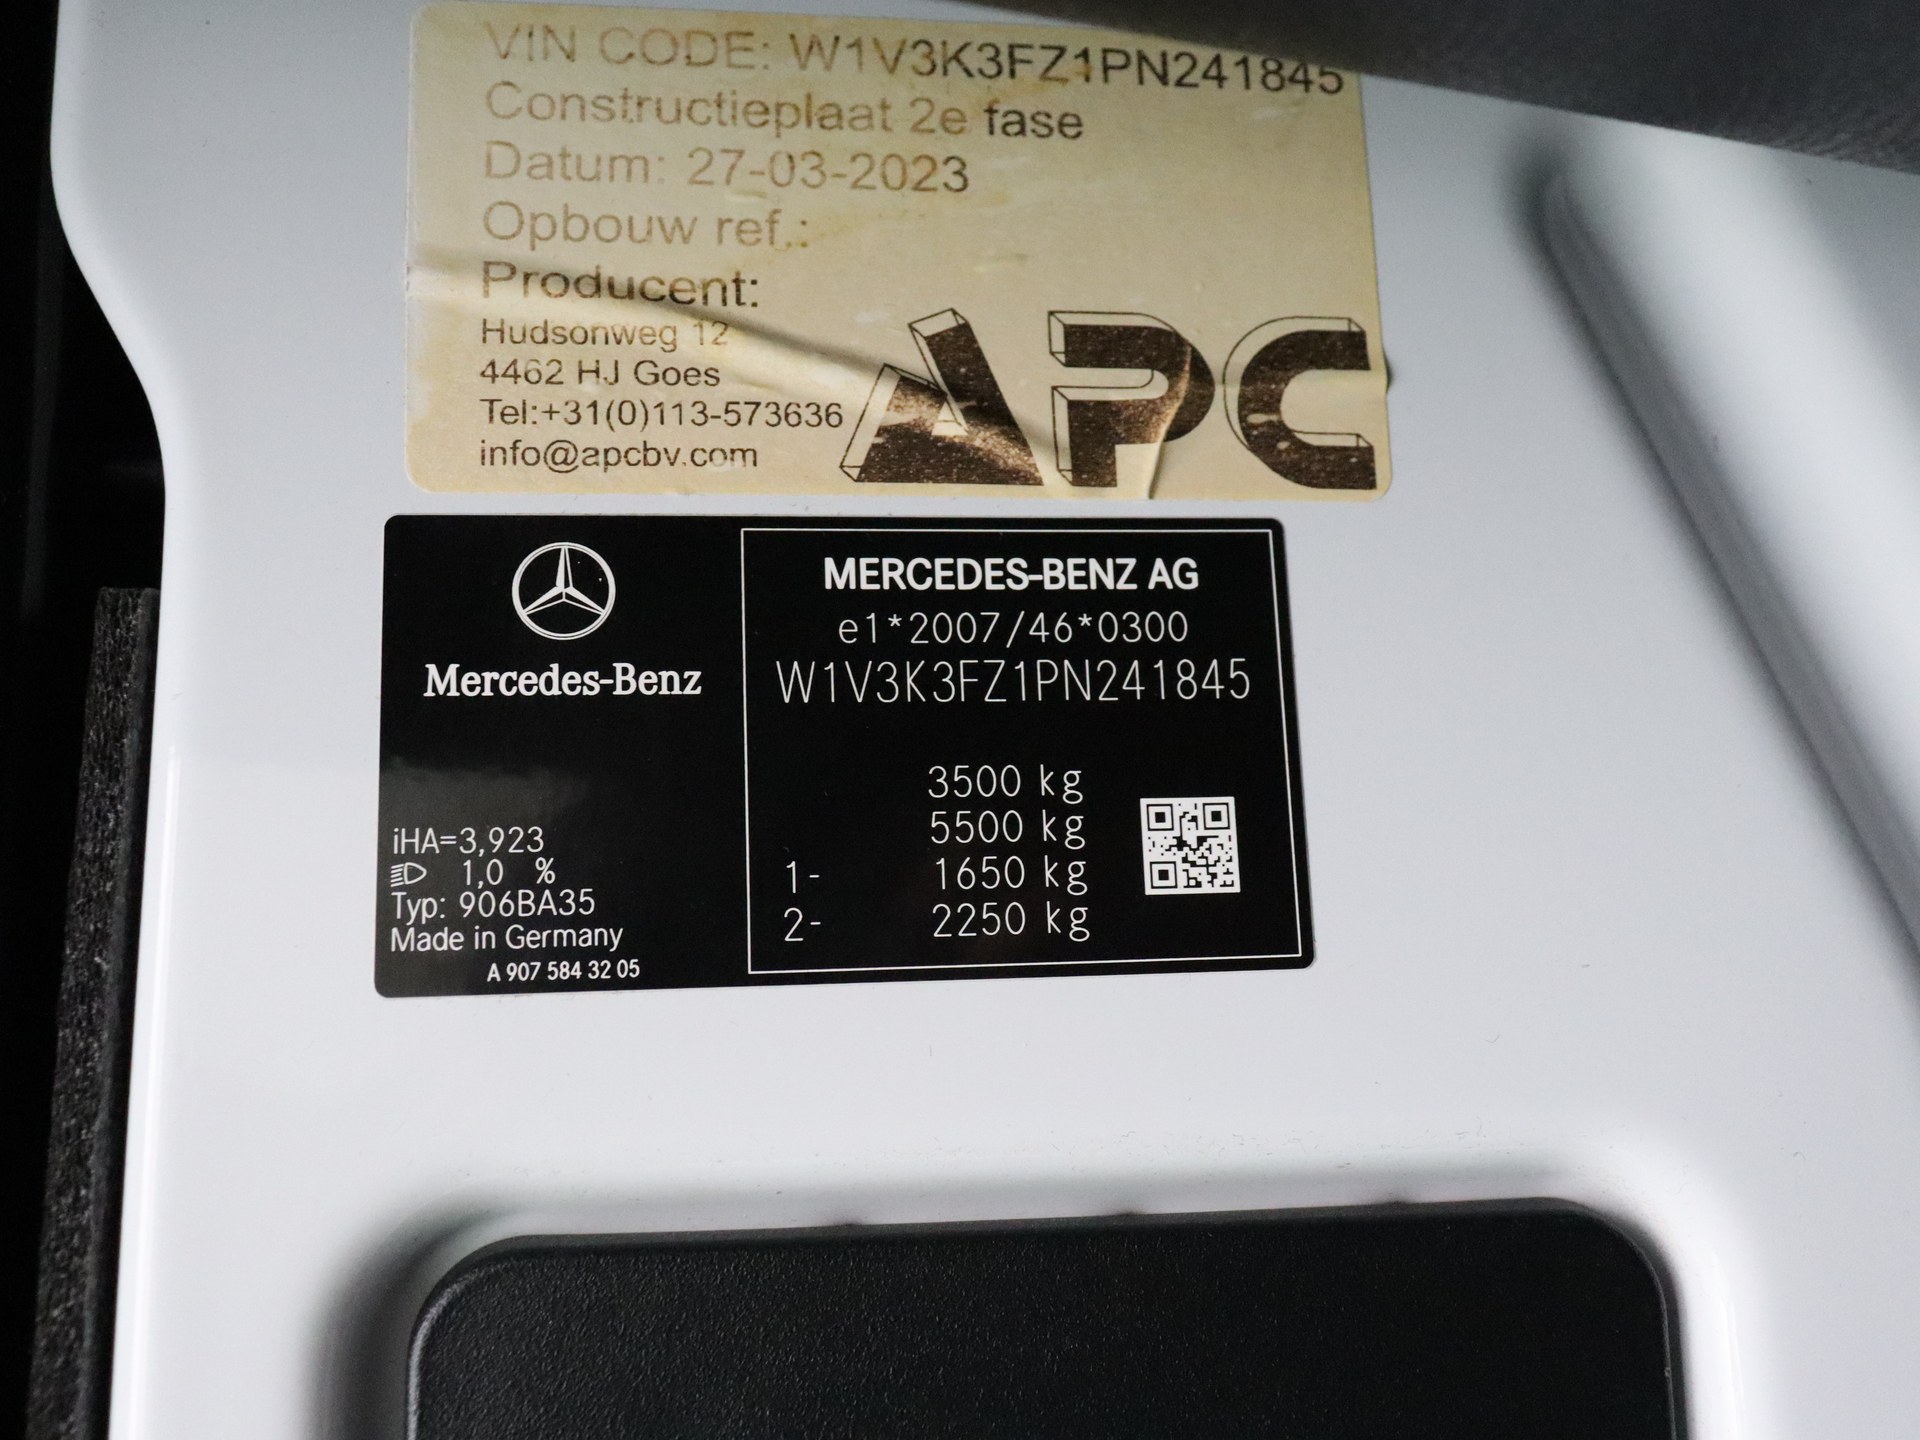 VIN CODE: W1V3K3FZ1PN241845
Constructieplaat 2e fase
Datum: 27-03-2023
Opbouw ref.:
Producent:
Hudsonweg 12
4462 HJ Goes
Tel:+31(0)113-573636
info@apcbv.com
APC
Mercedes-Benz
iHA=3,923
1,0 %
Typ: 906BA35
Made in Germany
A 907 584 32 05
MERCEDES-BENZ AG
e1*2007/46*0300
W1V3K3FZ1PN241845
3500 kg
5500 kg
1- 1650 kg
2- 2250 kg